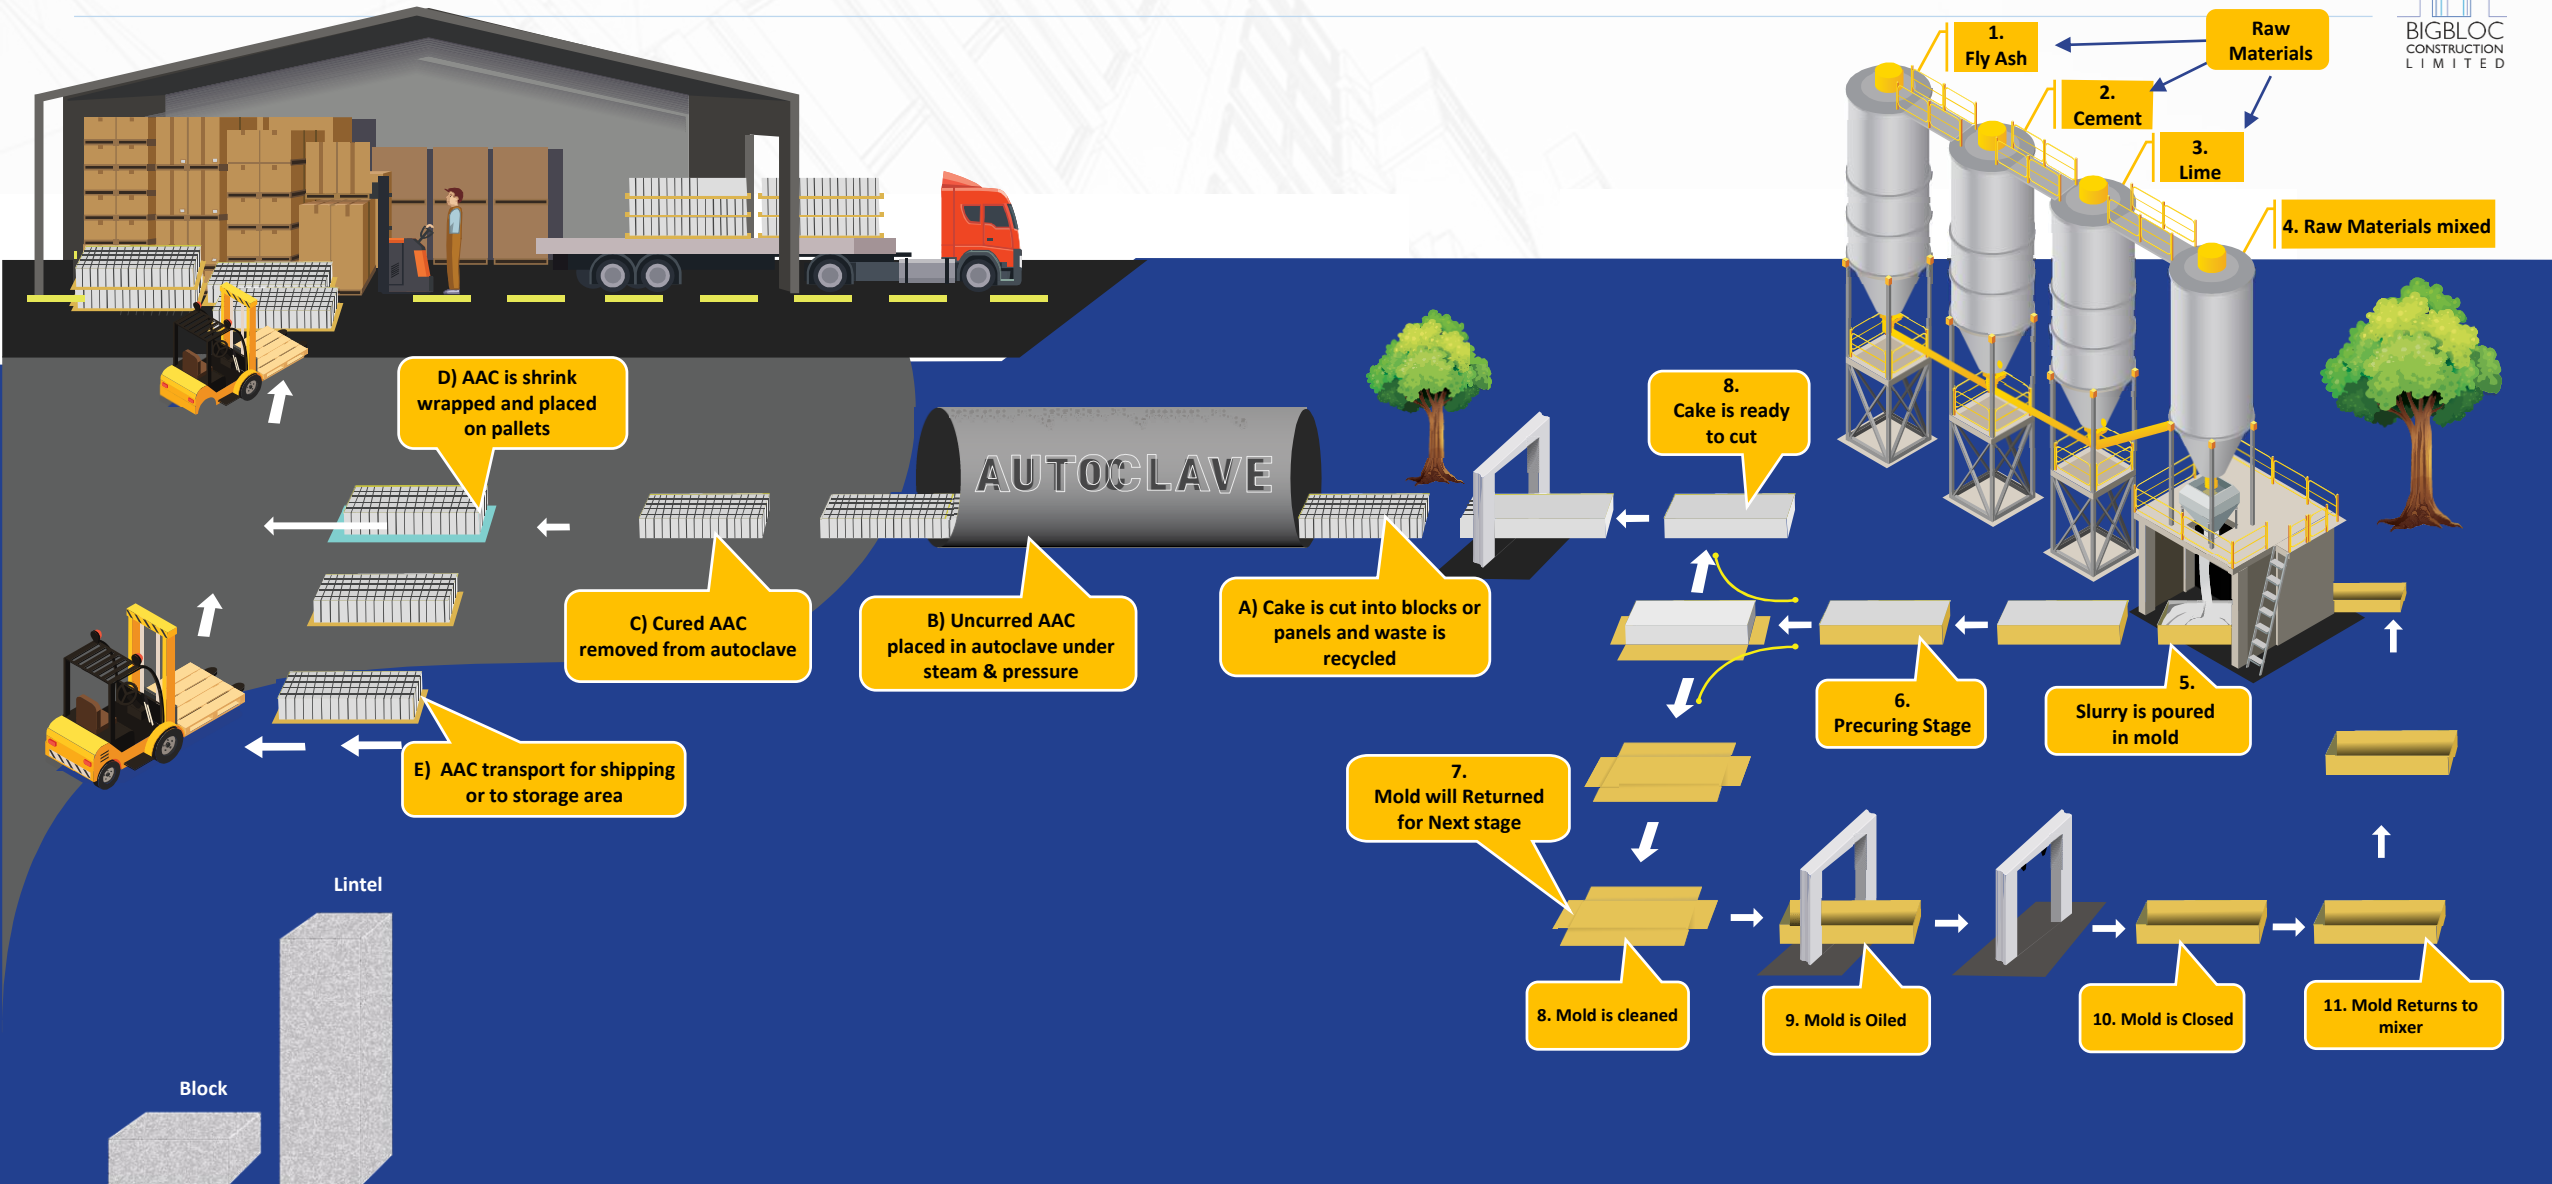 BIGBLOC
CONSTRUCTION
LIMITED
Raw
Materials
1.
Fly Ash
2.
Cement
3.
Lime
4. Raw Materials mixed
5.
Slurry is poured
in mold
6.
Precuring Stage
7.
Mold will Returned
for Next stage
8.
Cake is ready
to cut
8. Mold is cleaned
9. Mold is Oiled
10. Mold is Closed
11. Mold Returns to
mixer
A) Cake is cut into blocks or
panels and waste is
recycled
AUTOCLAVE
B) Uncurred AAC
placed in autoclave under
steam & pressure
C) Cured AAC
removed from autoclave
D) AAC is shrink
wrapped and placed
on pallets
E) AAC transport for shipping
or to storage area
Lintel
Block